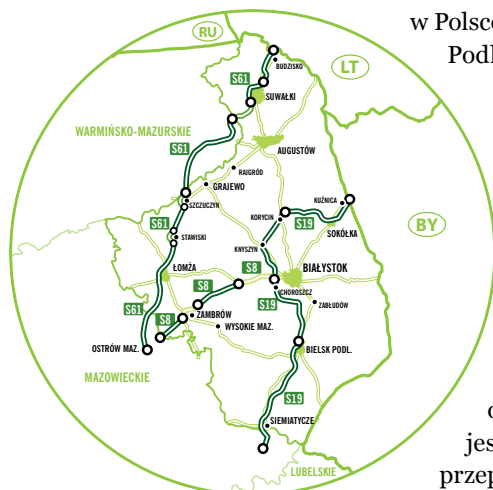 w Polsce
Podl
RU
LT
BUDZISKO
S61
SUWAŁKI
WARMIŃSKO-MAZURSKIE
AUGUSTÓW
S61
RAJGRÓD
GRAJEWO
SZCZUCZYN
KUŹNICA
KORYCIN
S19
SOKÓŁKA
BY
S61
STAWISKI
KNYSZYN
ŁOMŻA
S8
BIAŁYSTOK
CHOROSZCZ
S8
S19
ZABŁUDÓW
S61
S8
ZAMBRÓW
WYSOKIE MAZ.
OSTRÓW MAZ.
BIELSK PODL.
MAZOWIECKIE
S19
SIEMIATYCZE
LUBELSKIE
jes
przep